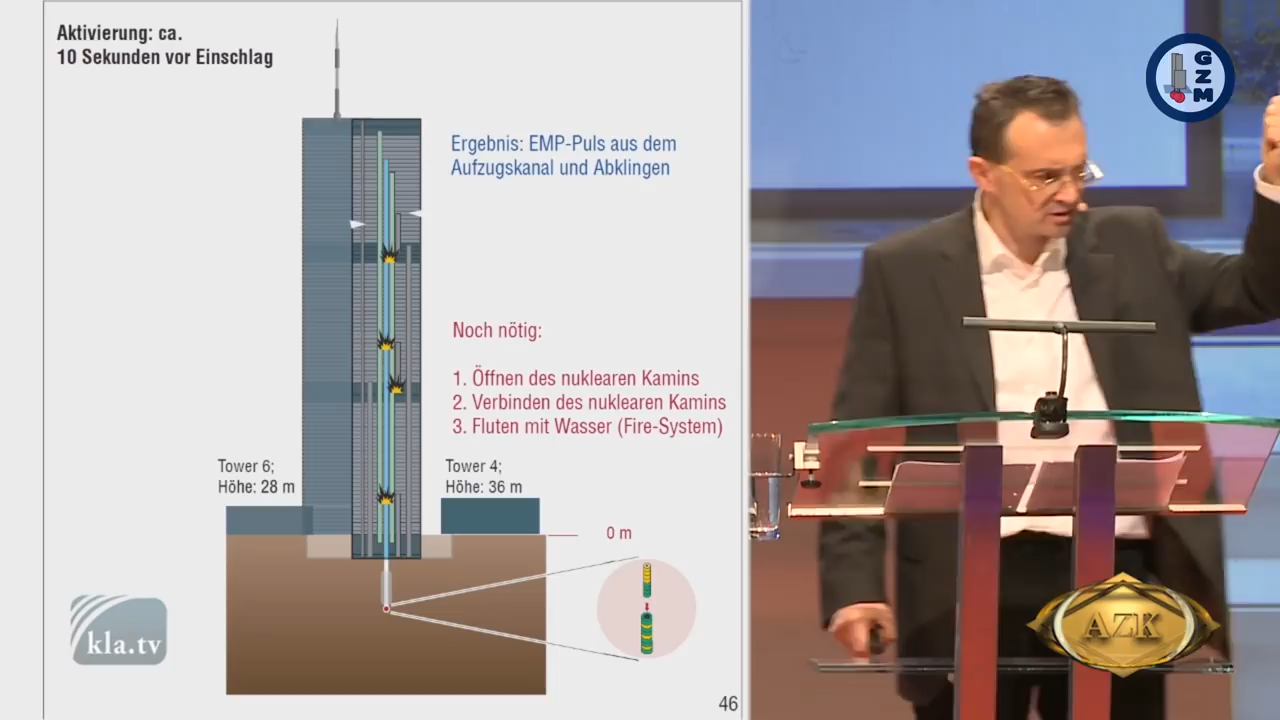 Aktivierung: ca.
10 Sekunden vor Einschlag
Ergebnis: EMP-Puls aus dem
Aufzugskanal und Abklingen
Noch nötig:
1. Öffnen des nuklearen Kamins
2. Verbinden des nuklearen Kamins
3. Fluten mit Wasser (Fire-System)
Tower 6;
Höhe: 28 m
Tower 4;
Höhe: 36 m
0 m
kla.tv
46
GZM
AZK